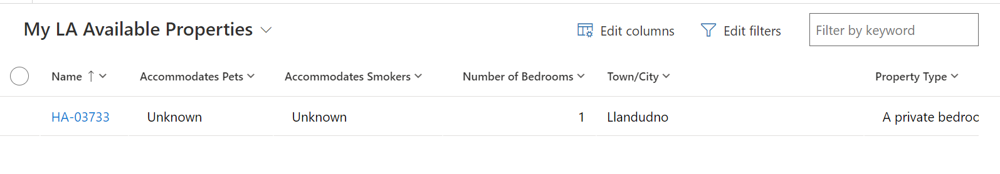 My LA Available Properties
Edit columns
Edit filters
Filter by keyword
Name
Accommodates Pets
Accommodates Smokers
Number of Bedrooms
Town/City
Property Type
HA-03733
Unknown
Unknown
1
Llandudno
A private